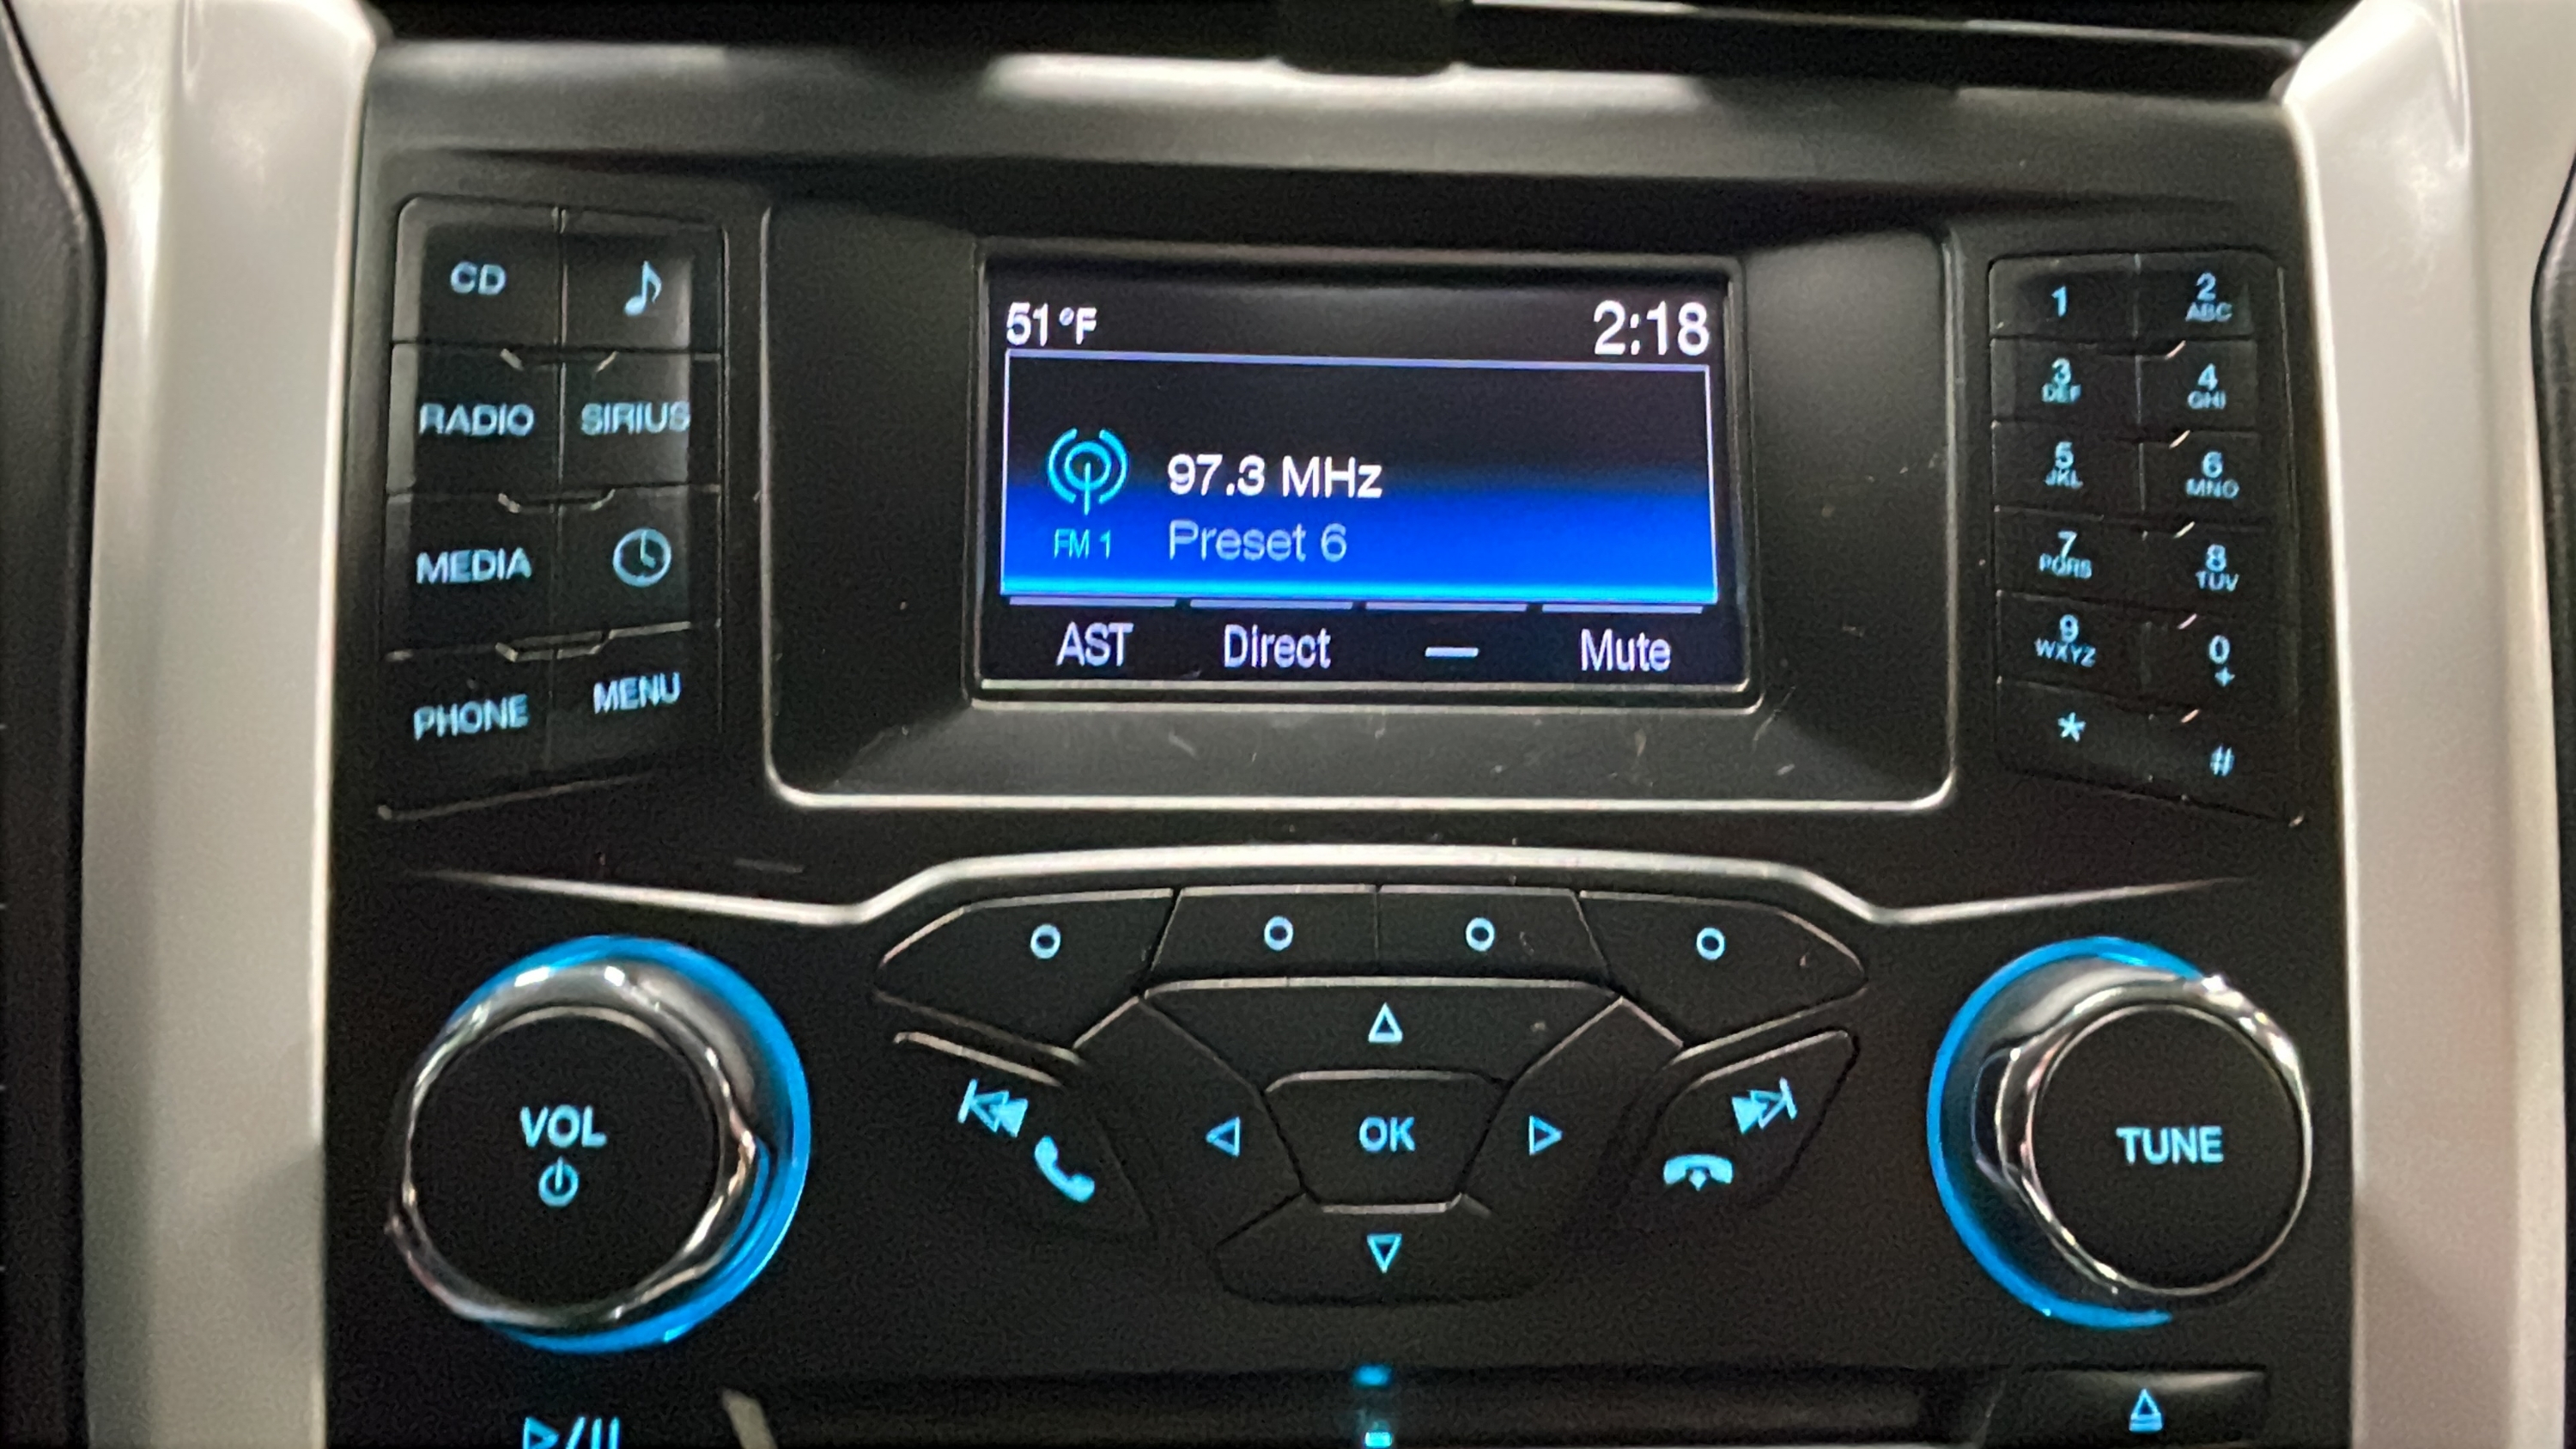 CD
RADIO SIRIUS
MEDIA
PHONE MENU
51°F 2:18
97.3 MHz
FM 1 Preset 6
AST Direct — Mute
1 2
ABC
3 4
DEF GHI
5 6
JKL MNO
7 8
PQRS TUV
9 0
WXYZ +
* #
VOL
OK
TUNE